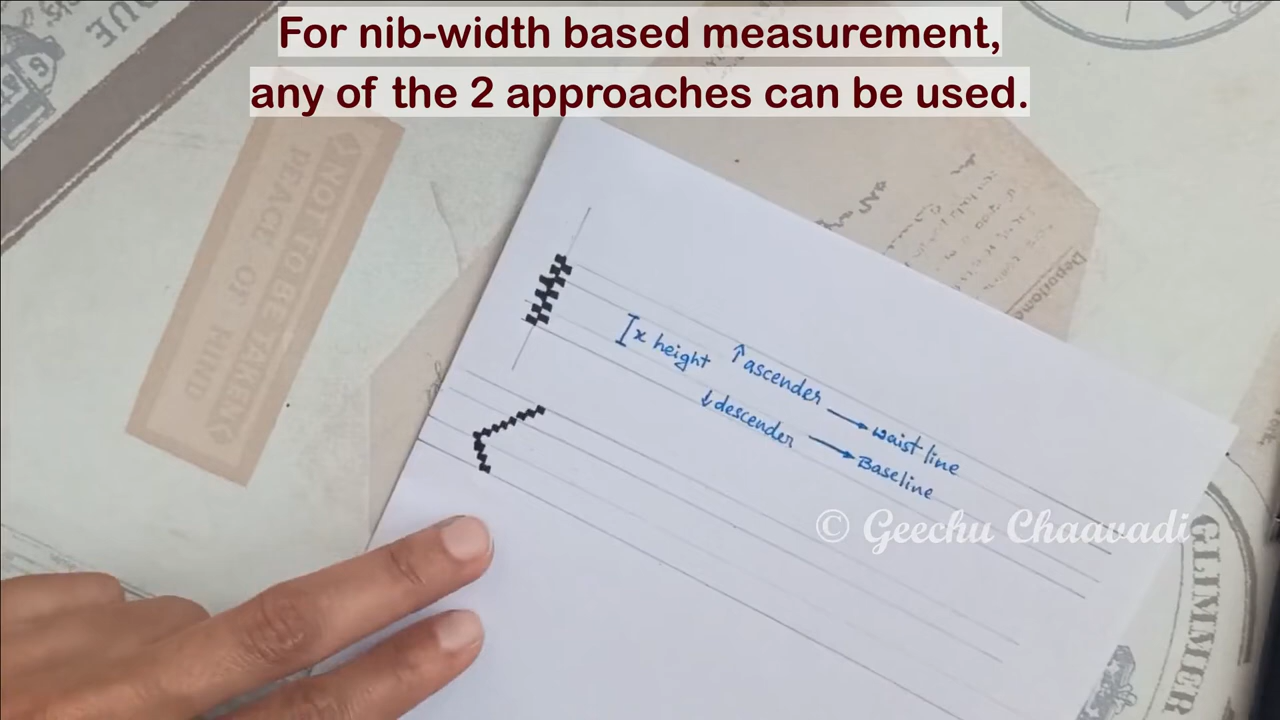 For nib-width based measurement,
any of the 2 approaches can be used.
NOT TO BE TAKEN
PEACE OF MIND
x height
↑ ascender → waist line
↓ descender → Baseline
© Geechu Chaavadi
GLIMMER